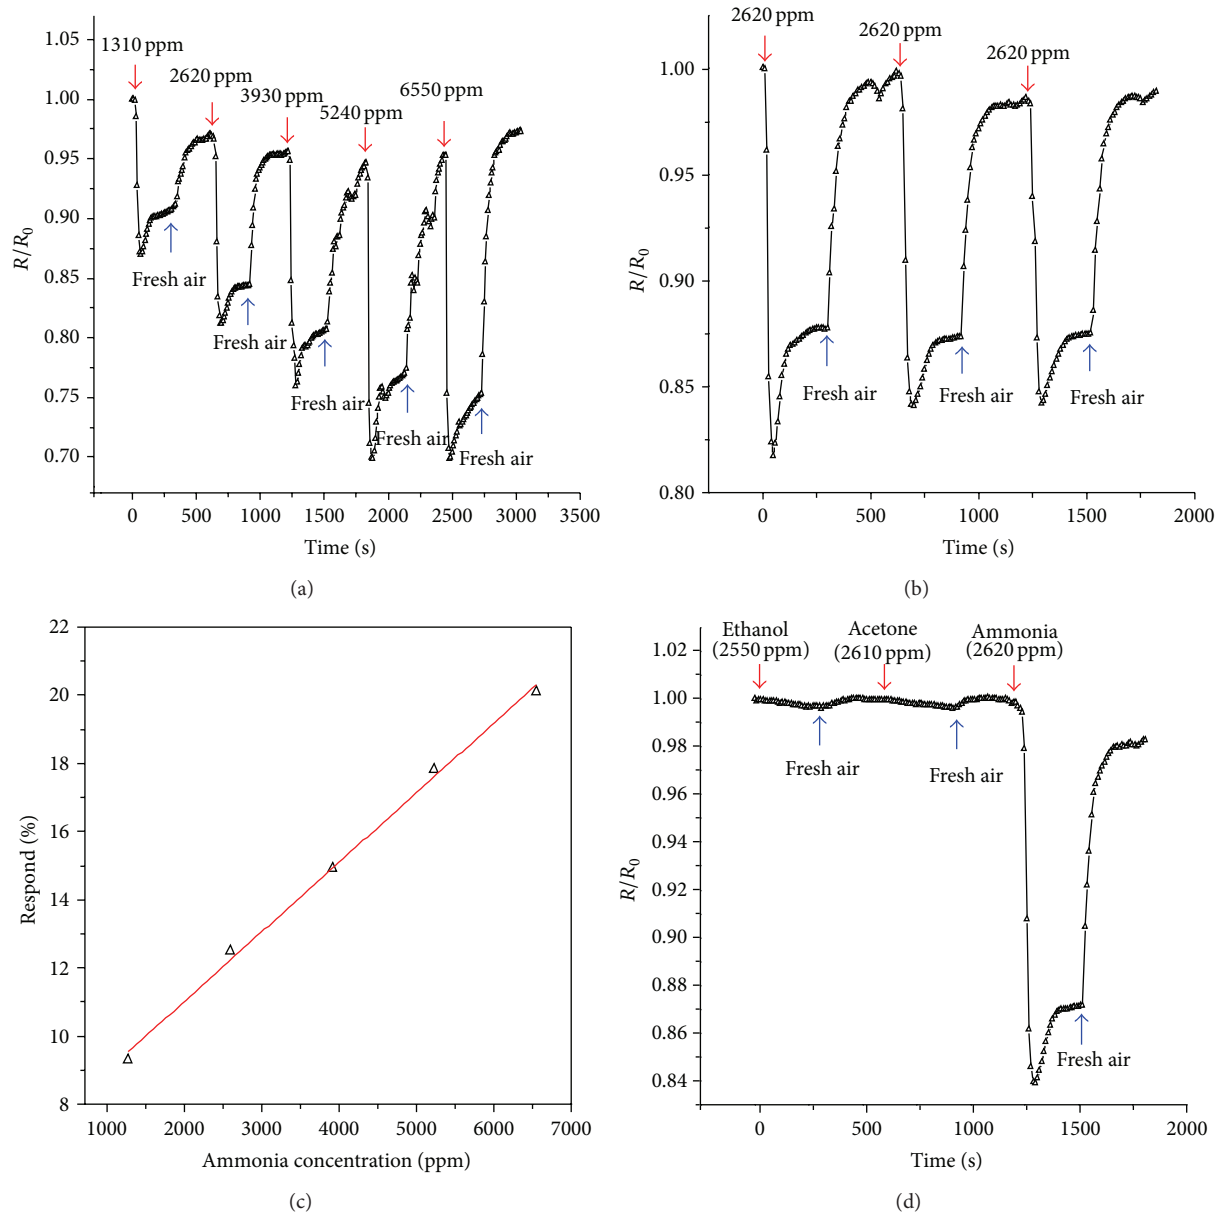 1.05
1.00
0.95
0.90
0.85
0.80
0.75
0.70
R/R0
1310 ppm
2620 ppm
3930 ppm
5240 ppm
6550 ppm
Fresh air
Fresh air
Fresh air
Fresh air
Fresh air
0 500 1000 1500 2000 2500 3000 3500
Time (s)
(a)
1.00
0.95
0.90
0.85
0.80
R/R0
2620 ppm
2620 ppm
2620 ppm
Fresh air
Fresh air
Fresh air
0 500 1000 1500 2000
Time (s)
(b)
22
20
18
16
14
12
10
8
Respond (%)
1000 2000 3000 4000 5000 6000 7000
Ammonia concentration (ppm)
(c)
1.02
1.00
0.98
0.96
0.94
0.92
0.90
0.88
0.86
0.84
R/R0
Ethanol
(2550 ppm)
Acetone
(2610 ppm)
Ammonia
(2620 ppm)
Fresh air
Fresh air
Fresh air
0 500 1000 1500 2000
Time (s)
(d)